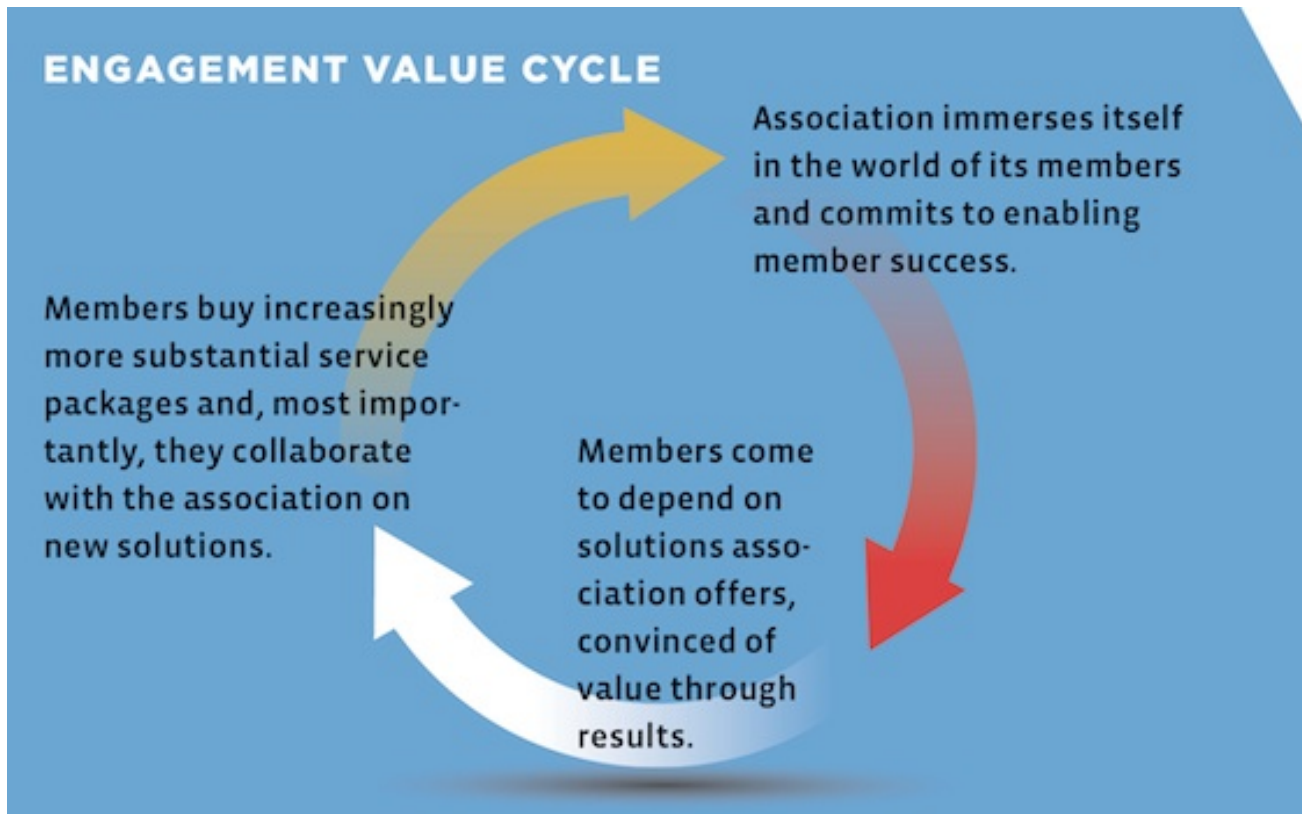 ENGAGEMENT VALUE CYCLE
Association immerses itself
in the world of its members
and commits to enabling
member success.
Members come
to depend on
solutions asso-
ciation offers,
convinced of
value through
results.
Members buy increasingly
more substantial service
packages and, most impor-
tantly, they collaborate
with the association on
new solutions.